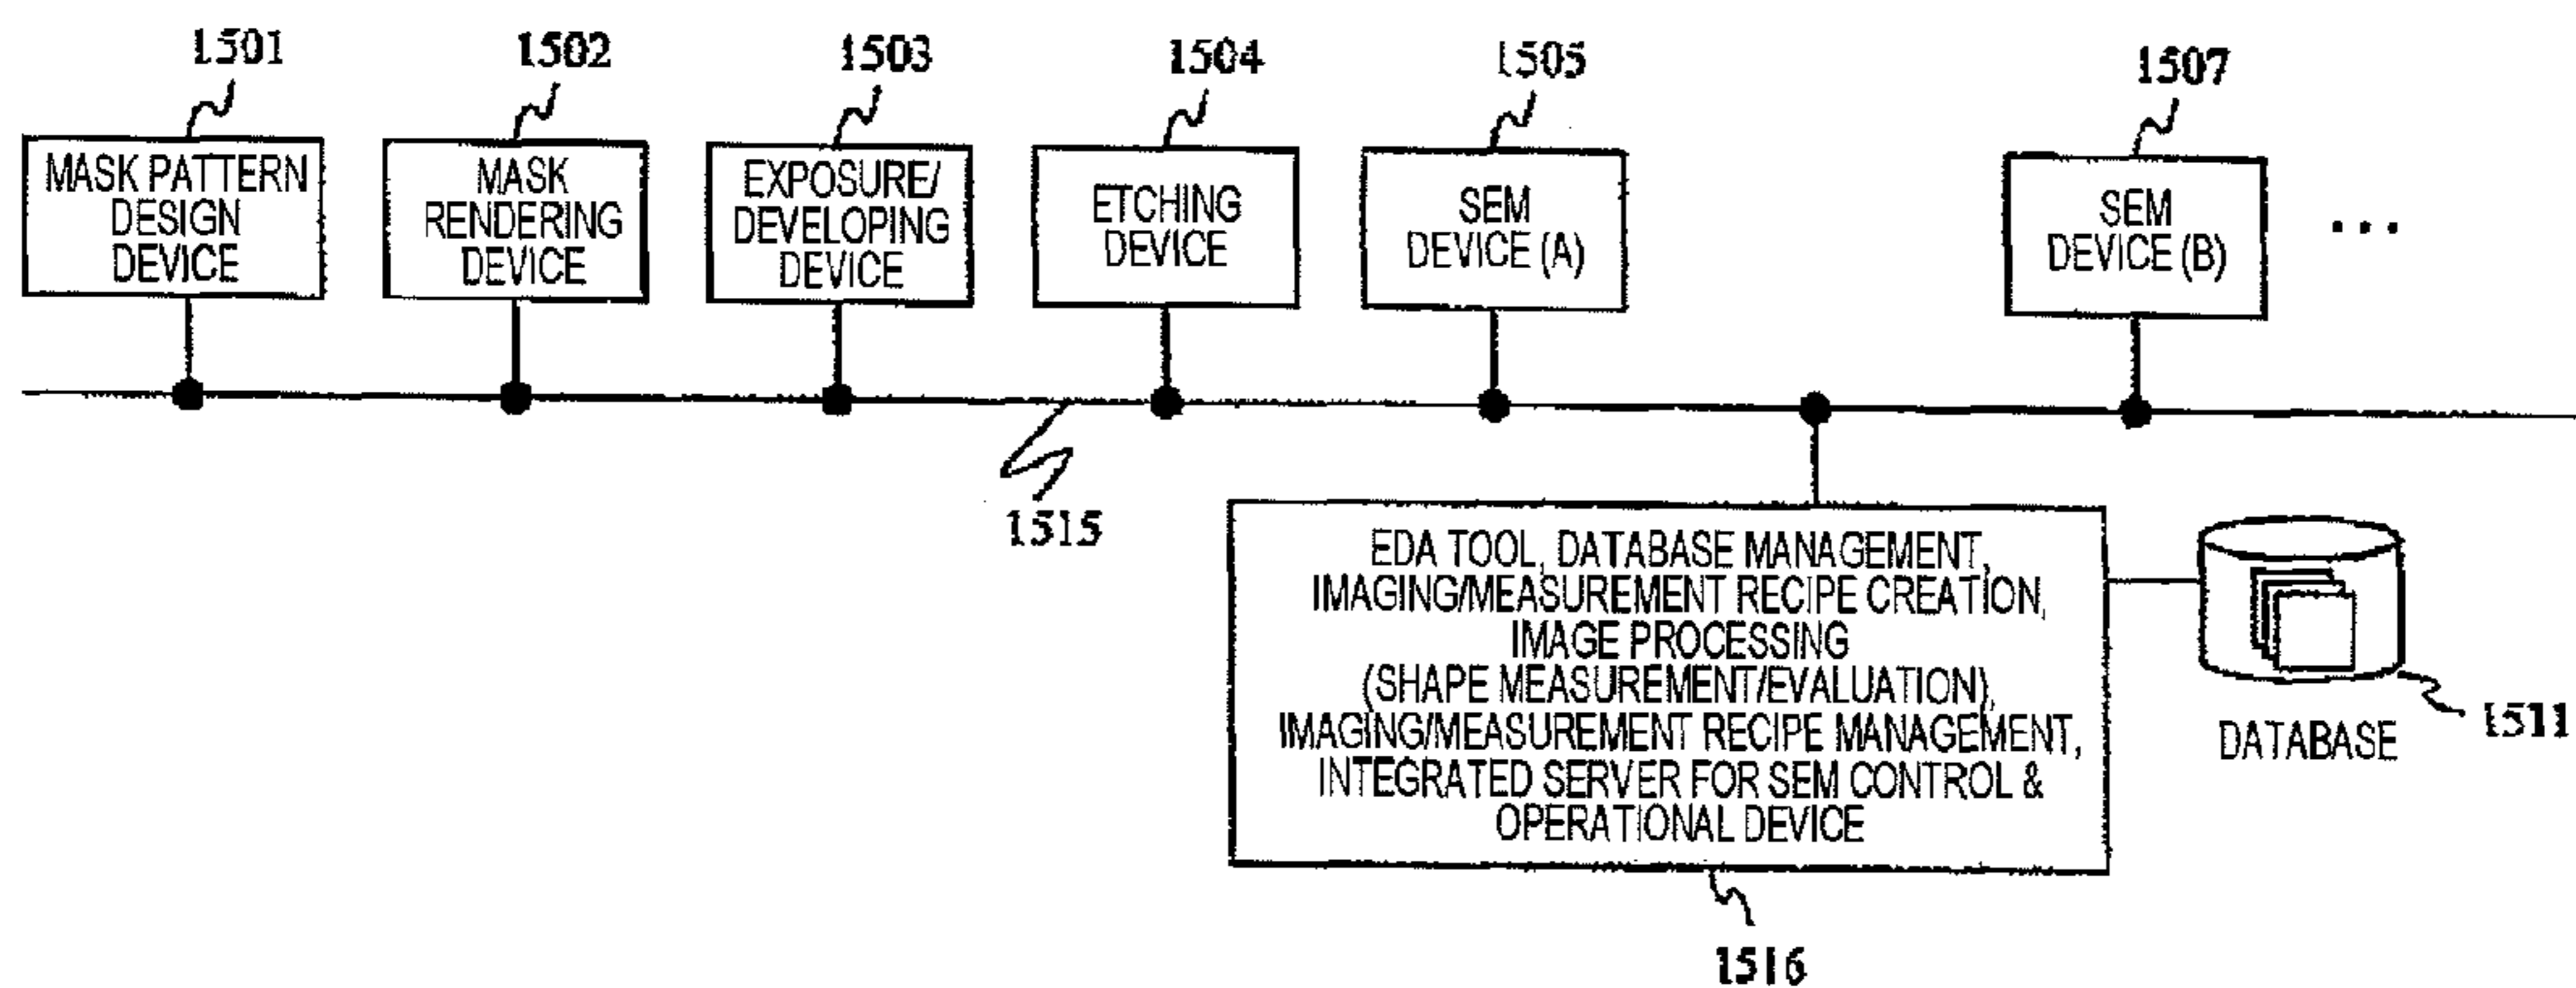 1501
1502
1503
1504
1505
1507
MASK PATTERN
DESIGN
DEVICE
MASK
RENDERING
DEVICE
EXPOSURE/
DEVELOPING
DEVICE
ETCHING
DEVICE
SEM
DEVICE (A)
SEM
DEVICE (B)
...
1515
EDA TOOL, DATABASE MANAGEMENT,
IMAGING/MEASUREMENT RECIPE CREATION,
IMAGE PROCESSING
(SHAPE MEASUREMENT/EVALUATION),
IMAGING/MEASUREMENT RECIPE MANAGEMENT,
INTEGRATED SERVER FOR SEM CONTROL &
OPERATIONAL DEVICE
DATABASE
1511
1516